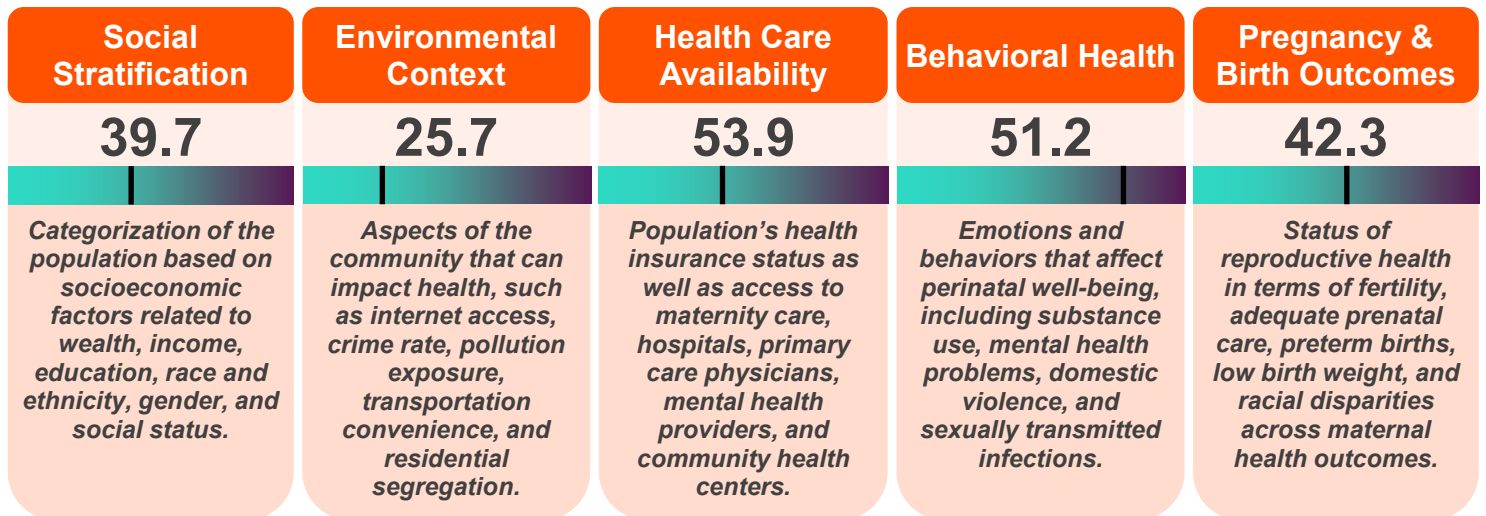 Social
Stratification
39.7
Categorization of the
population based on
socioeconomic
factors related to
wealth, income,
education, race and
ethnicity, gender, and
social status.
Environmental
Context
25.7
Aspects of the
community that can
impact health, such
as internet access,
crime rate, pollution
exposure,
transportation
convenience, and
residential
segregation.
Health Care
Availability
53.9
Population’s health
insurance status as
well as access to
maternity care,
hospitals, primary
care physicians,
mental health
providers, and
community health
centers.
Behavioral Health
51.2
Emotions and
behaviors that affect
perinatal well-being,
including substance
use, mental health
problems, domestic
violence, and
sexually transmitted
infections.
Pregnancy &
Birth Outcomes
42.3
Status of
reproductive health
in terms of fertility,
adequate prenatal
care, preterm births,
low birth weight, and
racial disparities
across maternal
health outcomes.